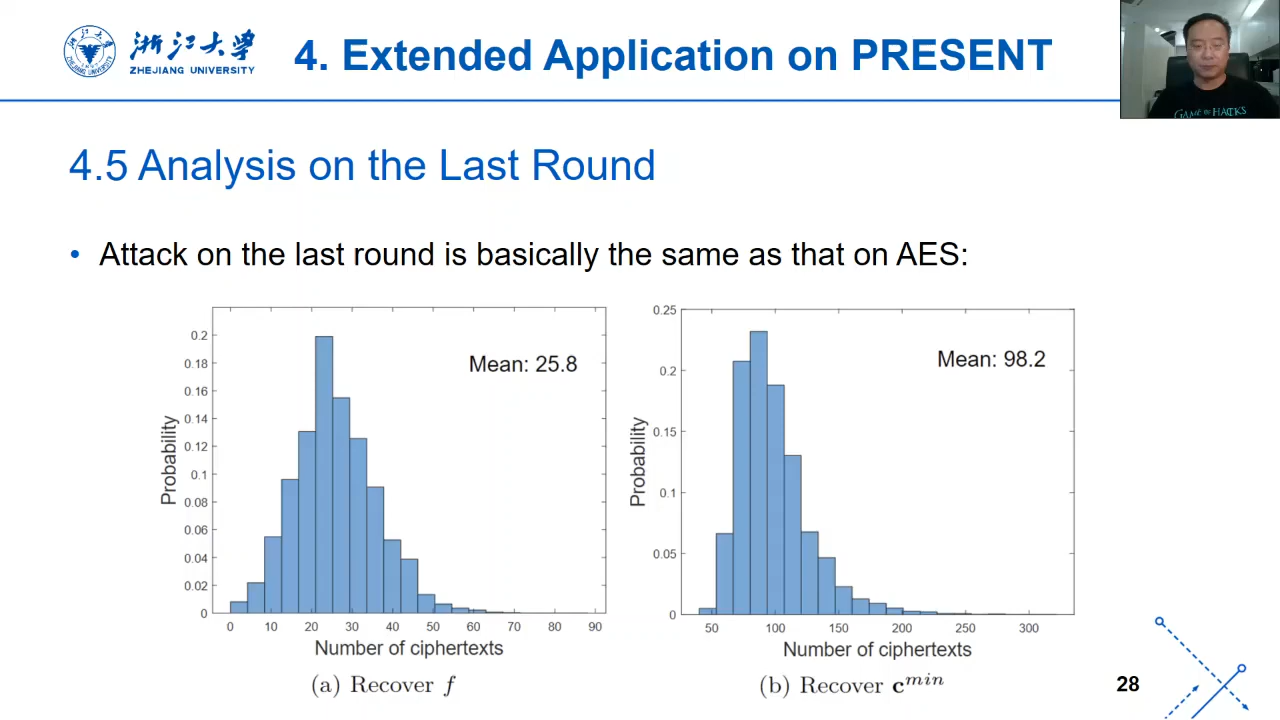 浙江大学
ZHEJIANG UNIVERSITY
4. Extended Application on PRESENT
GAME OF HACKS
4.5 Analysis on the Last Round
• Attack on the last round is basically the same as that on AES:
Mean: 25.8
Probability
0.2
0.18
0.16
0.14
0.12
0.1
0.08
0.06
0.04
0.02
0
0 10 20 30 40 50 60 70 80 90
Number of ciphertexts
(a) Recover f
Mean: 98.2
Probability
0.25
0.2
0.15
0.1
0.05
0
50 100 150 200 250 300
Number of ciphertexts
(b) Recover c^min
28